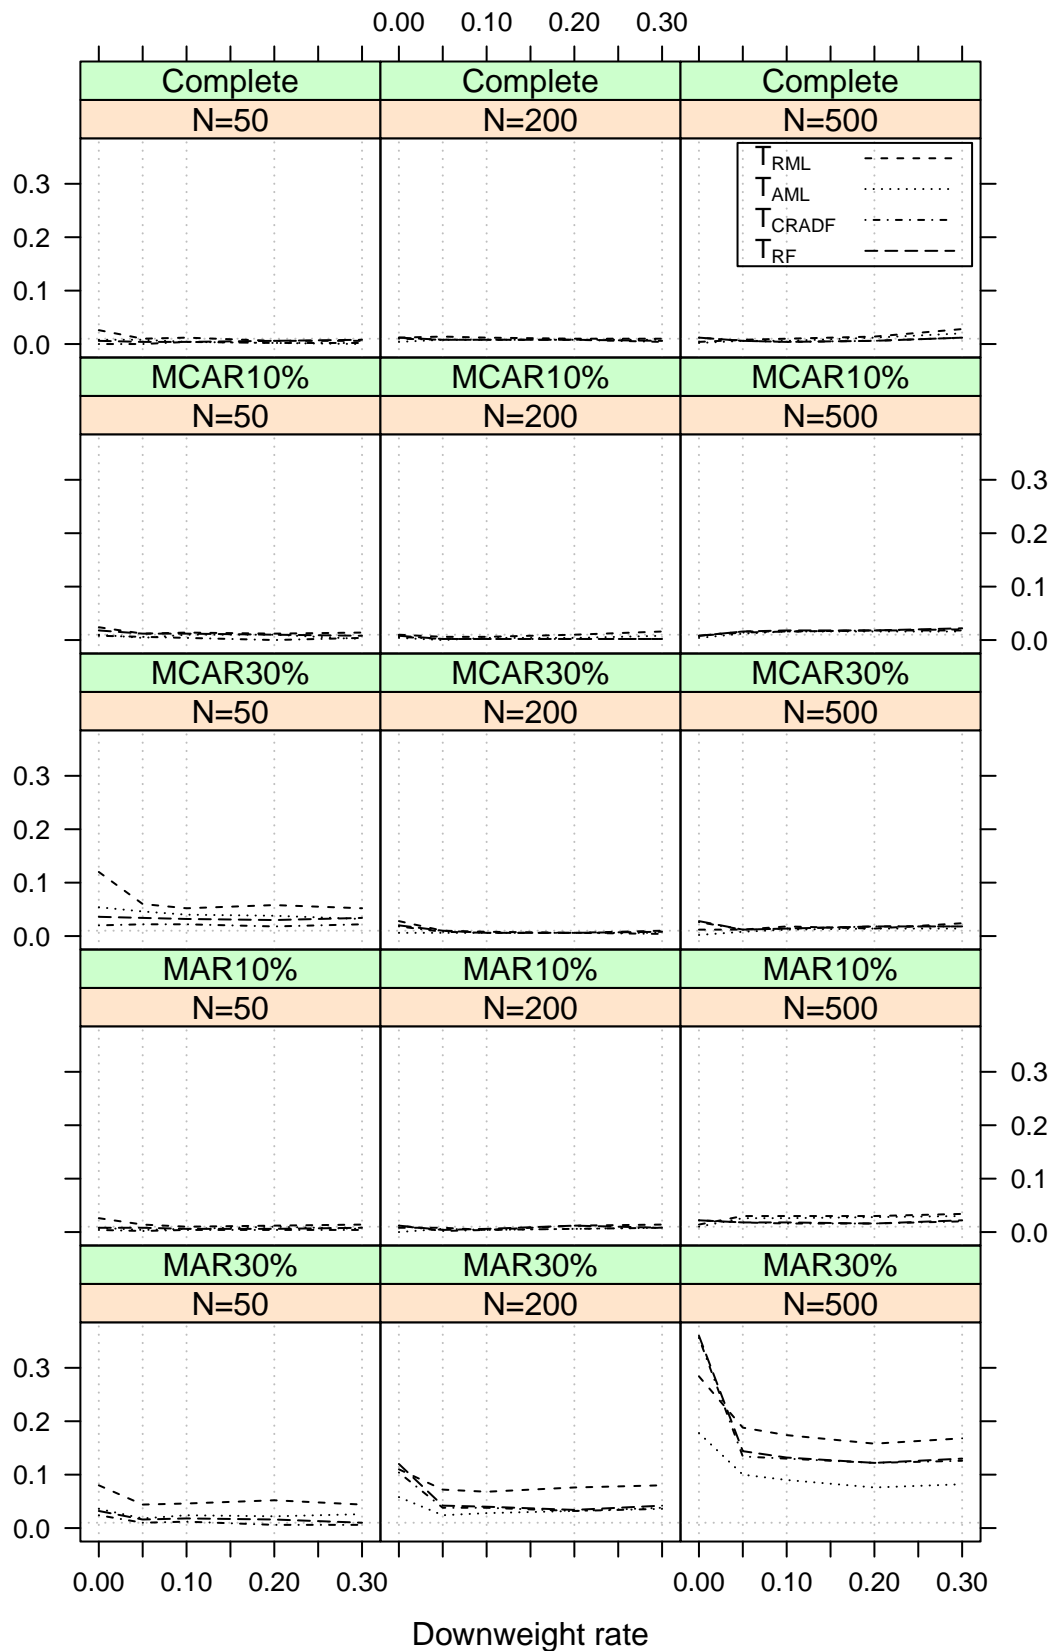 0.00 0.10 0.20 0.30
Complete Complete Complete
N=50 N=200 N=500
T_RML
T_AML
T_CRADF
T_RF
0.3
0.2
0.1
0.0
MCAR10% MCAR10% MCAR10%
N=50 N=200 N=500
0.3
0.2
0.1
0.0
MCAR30% MCAR30% MCAR30%
N=50 N=200 N=500
0.3
0.2
0.1
0.0
MAR10% MAR10% MAR10%
N=50 N=200 N=500
0.3
0.2
0.1
0.0
MAR30% MAR30% MAR30%
N=50 N=200 N=500
0.3
0.2
0.1
0.0
0.00 0.10 0.20 0.30 0.00 0.10 0.20 0.30
Downweight rate